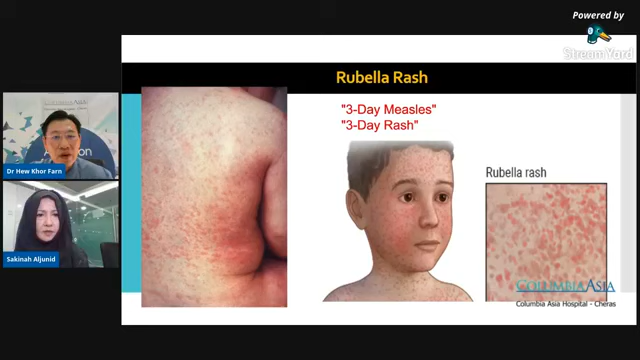 Powered by
StreamYard
Rubella Rash
"3-Day Measles"
"3-Day Rash"
Rubella rash
Dr Hew Khor Farn
Sakinah Aljunid
COLUMBIA ASIA
Columbia Asia Hospital - Cheras